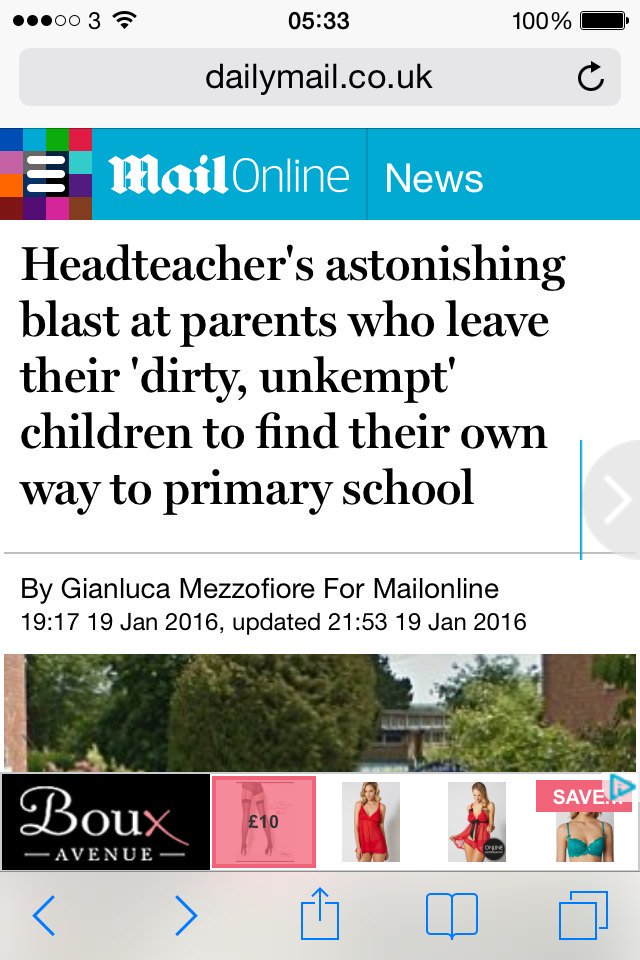 3 05:33 100%
dailymail.co.uk
Mail Online News
Headteacher's astonishing
blast at parents who leave
their 'dirty, unkempt'
children to find their own
way to primary school
By Gianluca Mezzofiore For Mailonline
19:17 19 Jan 2016, updated 21:53 19 Jan 2016
Boux
AVENUE
£10
SAVE...